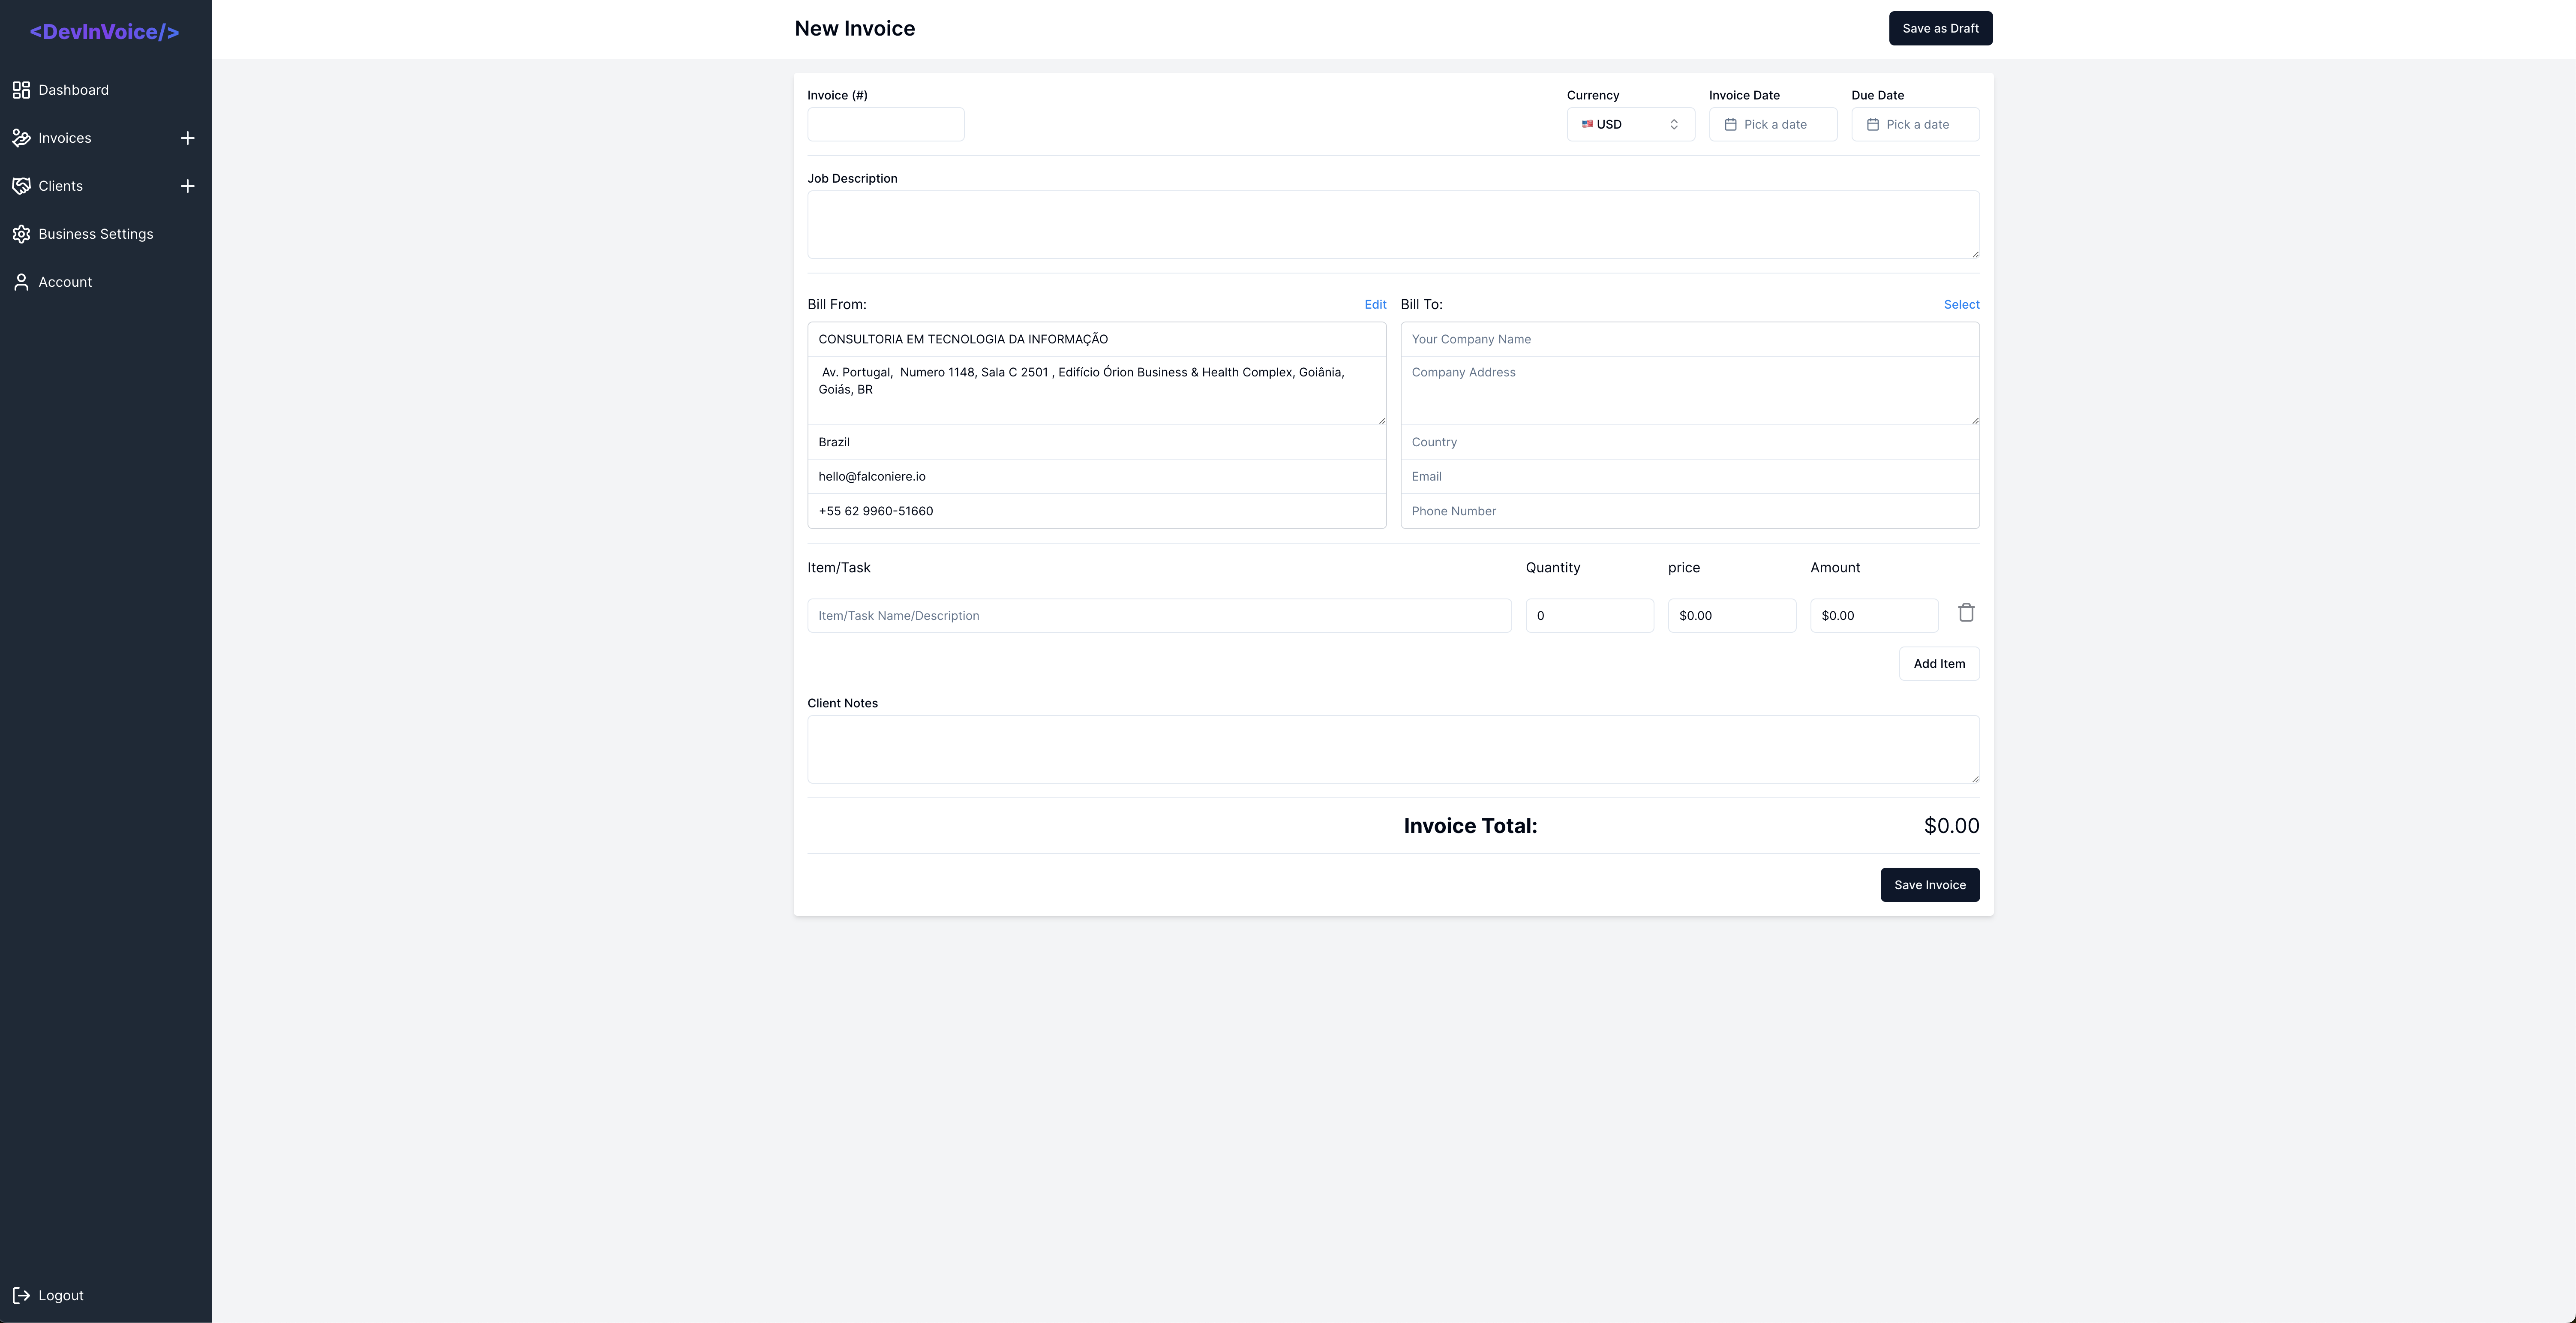 <DevInVoice/>
Dashboard
Invoices
Clients
Business Settings
Account
Logout
New Invoice
Save as Draft
Invoice (#)
Currency
Invoice Date
Due Date
USD
Pick a date
Pick a date
Job Description
Bill From:
Edit
CONSULTORIA EM TECNOLOGIA DA INFORMAÇÃO
Av. Portugal,  Numero 1148, Sala C 2501 , Edifício Órion Business & Health Complex, Goiânia,
Goiás, BR
Brazil
hello@falconiere.io
+55 62 9960-51660
Bill To:
Select
Your Company Name
Company Address
Country
Email
Phone Number
Item/Task
Quantity
price
Amount
Item/Task Name/Description
0
$0.00
$0.00
Add Item
Client Notes
Invoice Total:
$0.00
Save Invoice